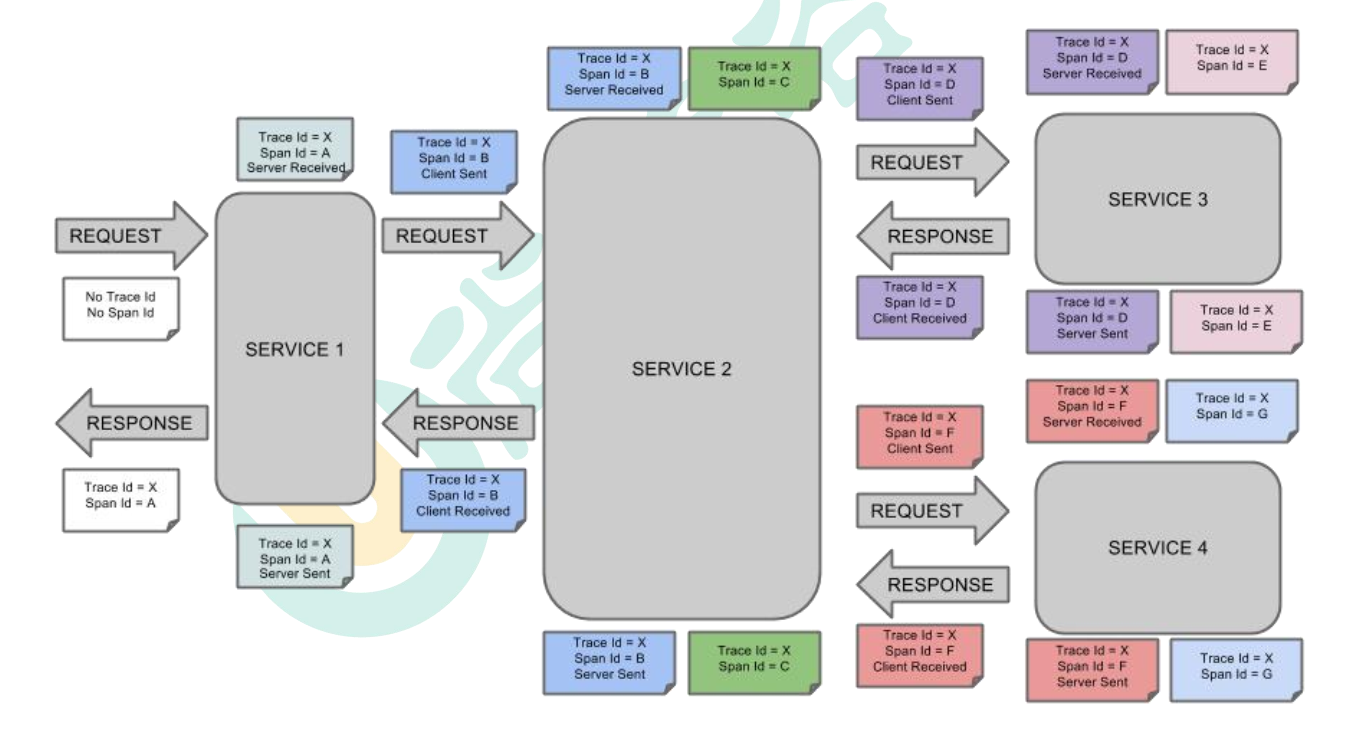 Trace Id = X
Span Id = B
Server Received
Trace Id = X
Span Id = C
Trace Id = X
Span Id = D
Client Sent
Trace Id = X
Span Id = D
Server Received
Trace Id = X
Span Id = E
Trace Id = X
Span Id = A
Server Received
Trace Id = X
Span Id = B
Client Sent
REQUEST
REQUEST
REQUEST
SERVICE 3
RESPONSE
No Trace Id
No Span Id
Trace Id = X
Span Id = D
Client Received
Trace Id = X
Span Id = D
Server Sent
Trace Id = X
Span Id = E
SERVICE 1
SERVICE 2
RESPONSE
RESPONSE
Trace Id = X
Span Id = F
Client Sent
Trace Id = X
Span Id = F
Server Received
Trace Id = X
Span Id = G
Trace Id = X
Span Id = A
Trace Id = X
Span Id = B
Client Received
REQUEST
SERVICE 4
Trace Id = X
Span Id = A
Server Sent
RESPONSE
Trace Id = X
Span Id = B
Server Sent
Trace Id = X
Span Id = C
Trace Id = X
Span Id = F
Client Received
Trace Id = X
Span Id = F
Server Sent
Trace Id = X
Span Id = G